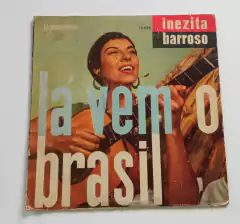 inezita
barroso
la vem o
brasil